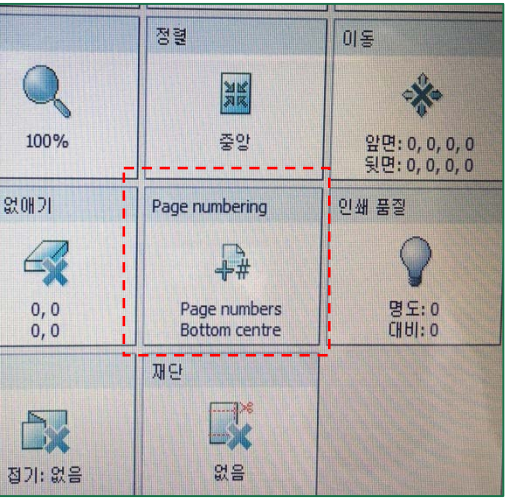 정렬
이동
100%
중앙
앞면: 0, 0, 0, 0
뒷면: 0, 0, 0, 0
없애기
Page numbering
인쇄 품질
#
0, 0
0, 0
Page numbers
Bottom centre
명도: 0
대비: 0
재단
접기: 없음
없음